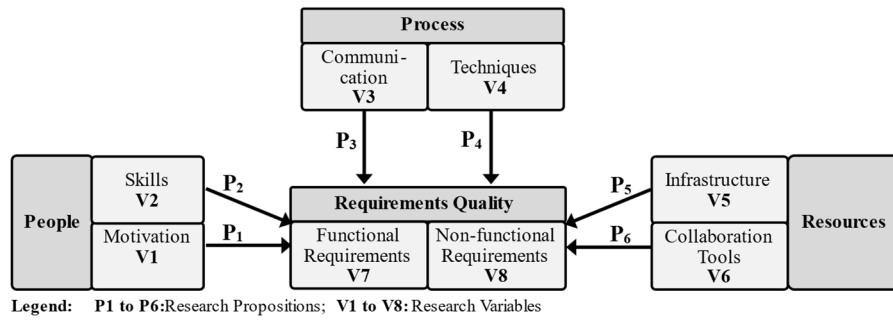 Process
Communi-
cation
V3
Techniques
V4
P3
P4
People
Skills
V2
Motivation
V1
P2
P1
Requirements Quality
Functional
Requirements
V7
Non-functional
Requirements
V8
P5
P6
Infrastructure
V5
Collaboration
Tools
V6
Resources
Legend: P1 to P6:Research Propositions; V1 to V8: Research Variables